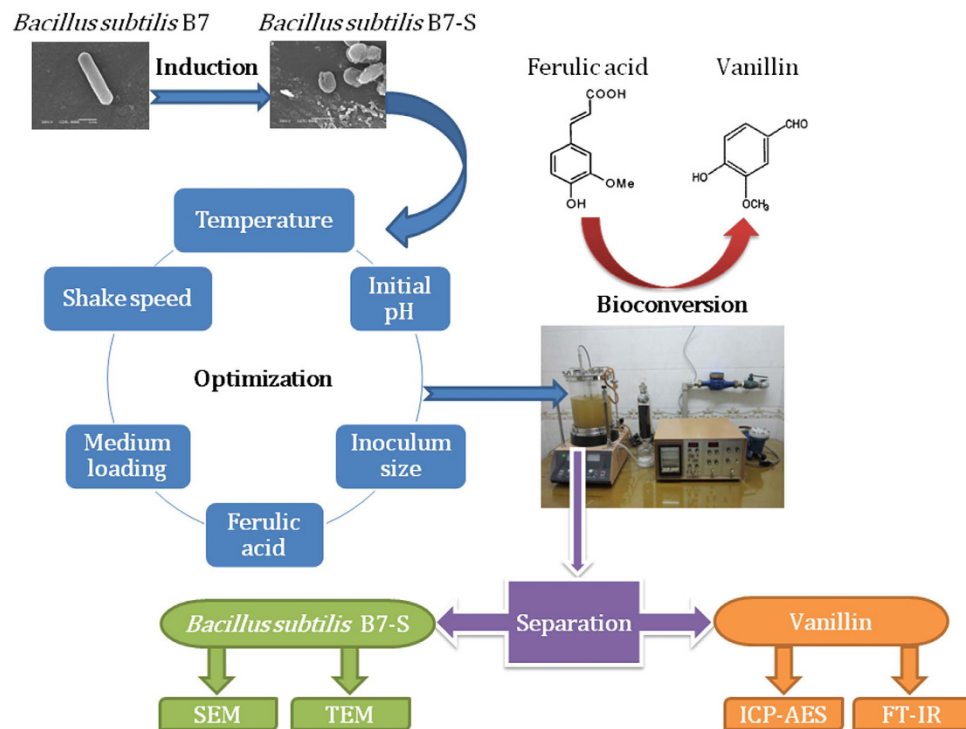 Bacillus subtilis B7
Bacillus subtilis B7-S
Induction
Ferulic acid
Vanillin
COOH
OMe
OH
CHO
HO
OCH₃
Temperature
Shake speed
Initial
pH
Bioconversion
Optimization
Medium
loading
Inoculum
size
Ferulic
acid
Bacillus subtilis B7-S
Separation
Vanillin
SEM
TEM
ICP-AES
FT-IR